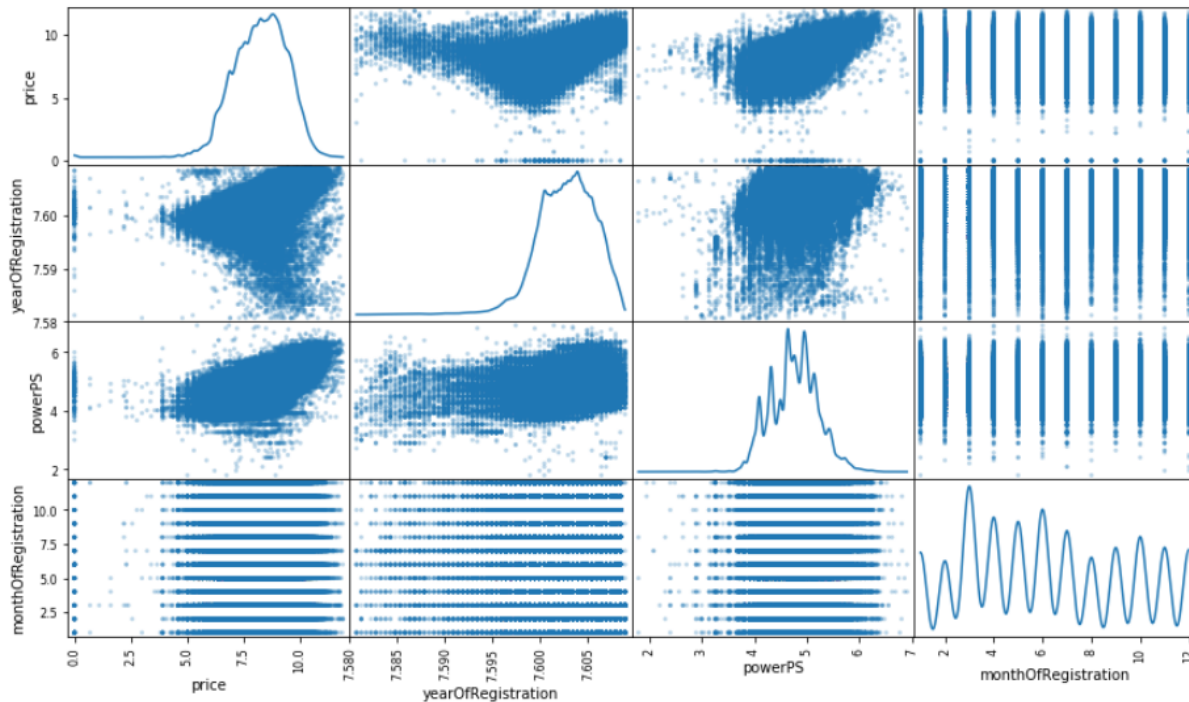 price
10
5
0
yearOfRegistration
7.60
7.59
7.58
powerPS
6
4
2
monthOfRegistration
10.0
7.5
5.0
2.5
0.0 2.5 5.0 7.5 10.0 7.580 7.585 7.590 7.595 7.600 7.605 2 3 4 5 6 7 2 4 6 8 10 12
price yearOfRegistration powerPS monthOfRegistration